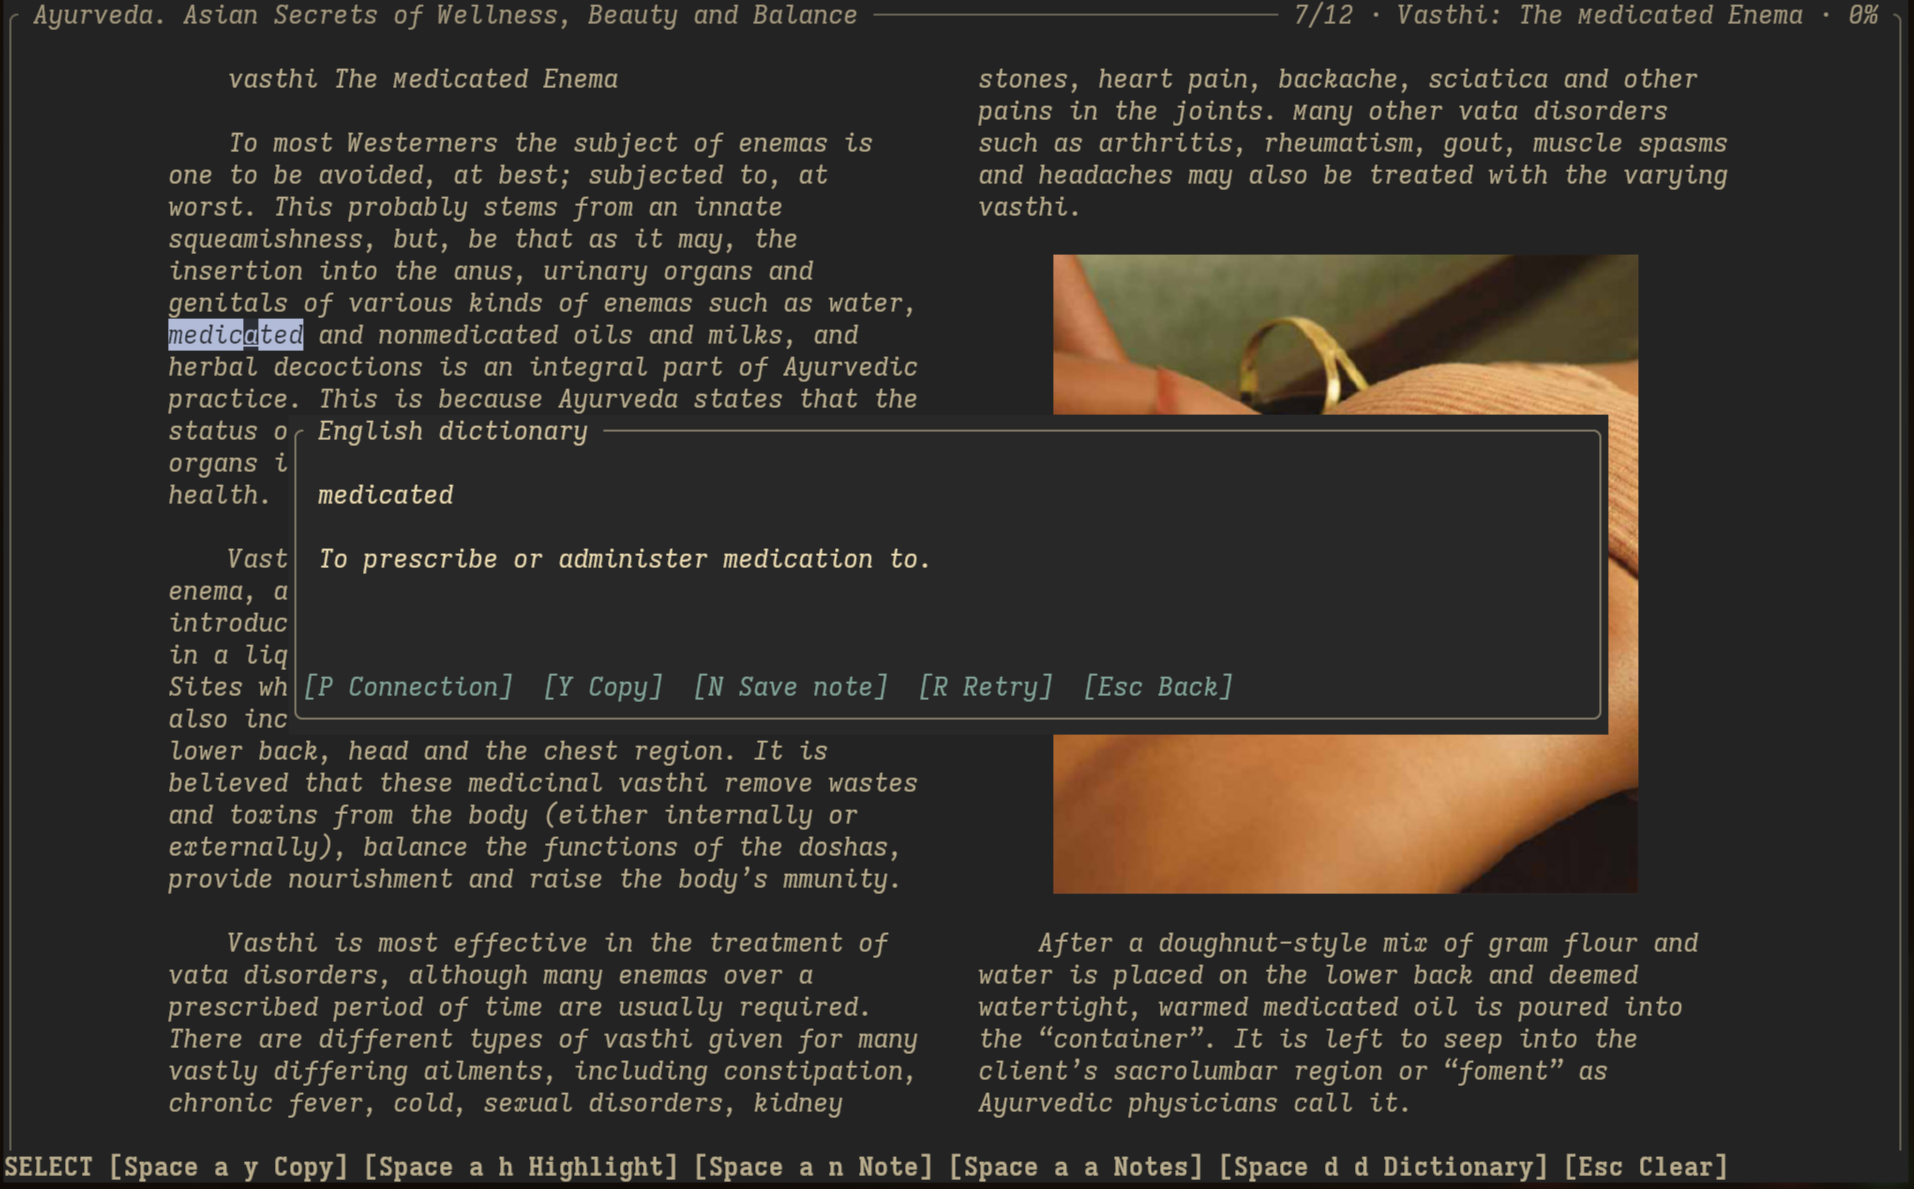 Ayurveda. Asian Secrets of Wellness, Beauty and Balance
7/12 · Vasthi: The Medicated Enema · 0%
vasthi The Medicated Enema
To most Westerners the subject of enemas is
one to be avoided, at best; subjected to, at
worst. This probably stems from an innate
squeamishness, but, be that as it may, the
insertion into the anus, urinary organs and
genitals of various kinds of enemas such as water,
medicated and nonmedicated oils and milks, and
herbal decoctions is an integral part of Ayurvedic
practice. This is because Ayurveda states that the
status o
organs i
health.
Vast
enema, a
introduc
in a liq
Sites wh
also inc
lower back, head and the chest region. It is
believed that these medicinal vasthi remove wastes
and toxins from the body (either internally or
externally), balance the functions of the doshas,
provide nourishment and raise the body’s mmunity.
Vasthi is most effective in the treatment of
vata disorders, although many enemas over a
prescribed period of time are usually required.
There are different types of vasthi given for many
vastly differing ailments, including constipation,
chronic fever, cold, sexual disorders, kidney
stones, heart pain, backache, sciatica and other
pains in the joints. Many other vata disorders
such as arthritis, rheumatism, gout, muscle spasms
and headaches may also be treated with the varying
vasthi.
English dictionary
medicated
To prescribe or administer medication to.
[P Connection] [Y Copy] [N Save note] [R Retry] [Esc Back]
After a doughnut-style mix of gram flour and
water is placed on the lower back and deemed
watertight, warmed medicated oil is poured into
the “container”. It is left to seep into the
client’s sacrolumbar region or “foment” as
Ayurvedic physicians call it.
SELECT [Space a y Copy] [Space a h Highlight] [Space a n Note] [Space a a Notes] [Space d d Dictionary] [Esc Clear]